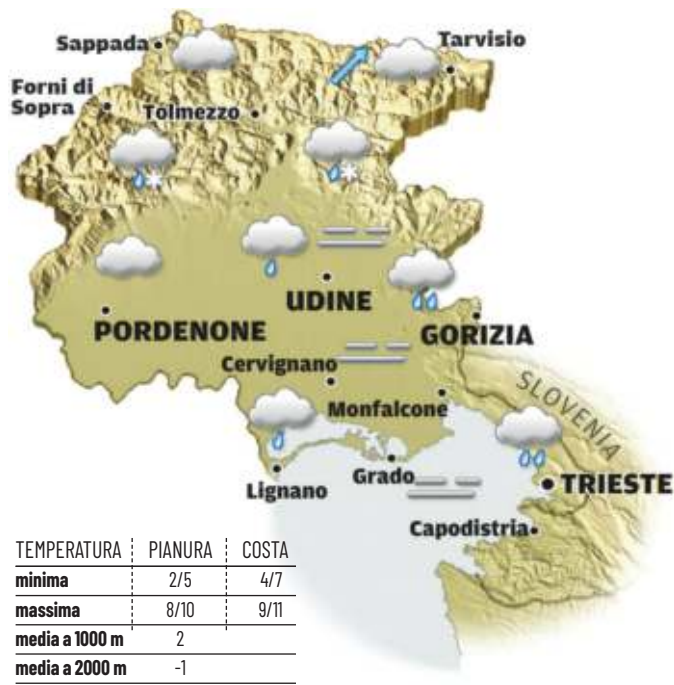 Sappada
Tarvisio
Forni di
Sopra
Tolmezzo
UDINE
PORDENONE
GORIZIA
Cervignano
SLOVENIA
Monfalcone
Grado
Lignano
TRIESTE
Capodistria
TEMPERATURA PIANURA COSTA
minima 2/5 4/7
massima 8/10 9/11
media a 1000 m 2
media a 2000 m -1